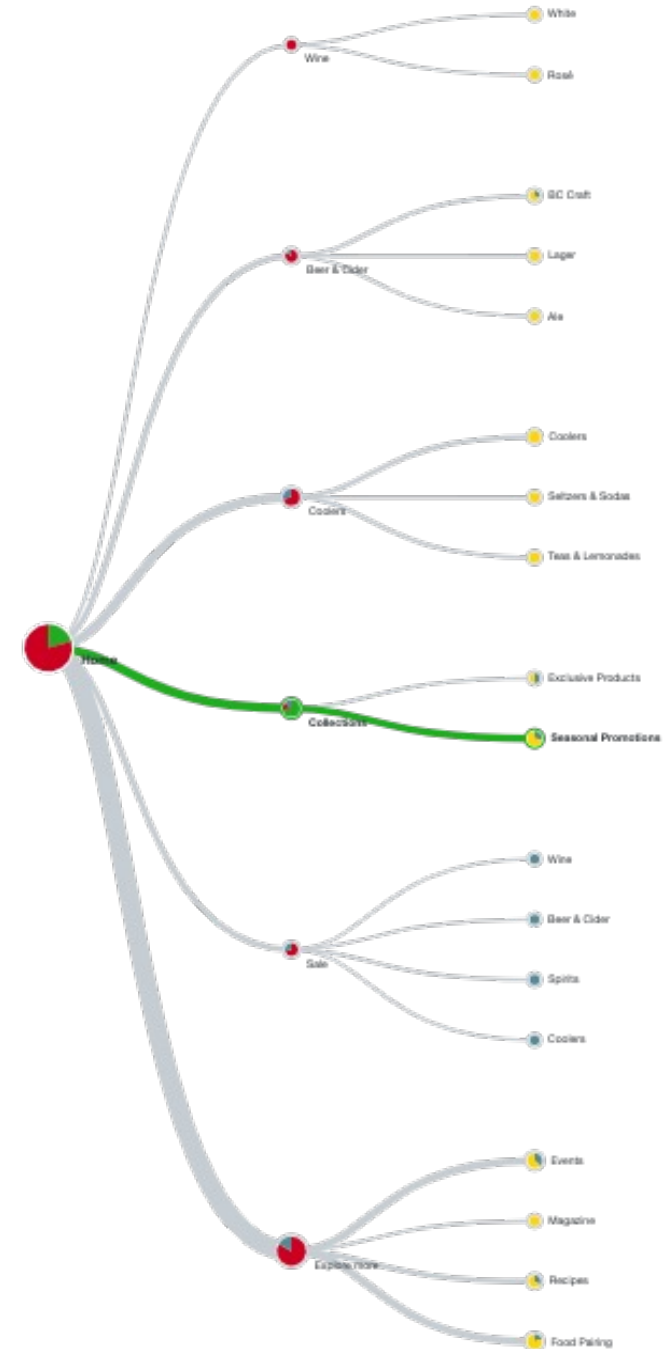 White
Wine
Rosé
BC Craft
Beer & Cider
Lager
Ale
Coolers
Coolers
Seltzers & Sodas
Teas & Lemonades
Home
Exclusive Products
Collections
Seasonal Promotions
Wine
Beer & Cider
Sale
Spirits
Coolers
Events
Magazine
Explore more
Recipes
Food Pairing